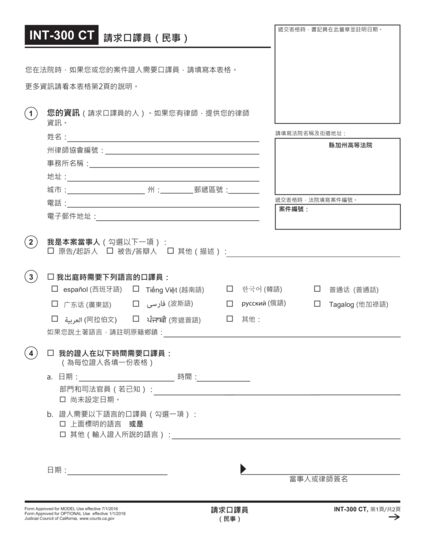 INT-300 CT 請求口譯員（民事）
遞交表格時，書記員在此蓋章並註明日期。
您在法院時，如果您或您的案件證人需要口譯員，請填寫本表格。
更多資訊請看本表格第2頁的說明。
1 您的資訊（請求口譯員的人）。如果您有律師，提供您的律師
資訊。
姓名：
州律師協會編號：
事務所名稱：
地址：
城市： 州： 郵遞區號：
電話：
電子郵件地址：
請填寫法院名稱及街道地址：
縣加州高等法院
遞交表格時，法院填寫案件編號。
案件編號：
2 我是本案當事人（勾選以下一項）：
☐ 原告/起訴人 ☐ 被告/答辯人 ☐ 其他（描述）：
3 ☐ 我出庭時需要下列語言的口譯員：
☐ español (西班牙語) ☐ Tiếng Việt (越南語) ☐ 한국어 (韓語) ☐ 普通话 (普通話)
☐ 广东话 (廣東話) ☐ فارسی (波斯語) ☐ русский (俄語) ☐ Tagalog (他加祿語)
☐ العربية (阿拉伯文) ☐ ਪੰਜਾਬੀ (旁遮普語) ☐ 其他：
如果您說土著語言，請註明原籍鄉鎮：
4 ☐ 我的證人在以下時間需要口譯員：
（為每位證人各填一份表格）
a. 日期： 時間：
部門和司法官員（若已知）：
☐ 尚未設定日期。
b. 證人需要以下語言的口譯員（勾選一項）：
☐ 上面標明的語言 或是
☐ 其他（輸入證人所說的語言）：
日期：
當事人或律師簽名
Form Approved for MODEL Use effective 7/1/2016
Form Approved for OPTIONAL Use effective 1/1/2018
Judicial Council of California, www.courts.ca.gov
請求口譯員
（民事）
INT-300 CT, 第1頁/共2頁